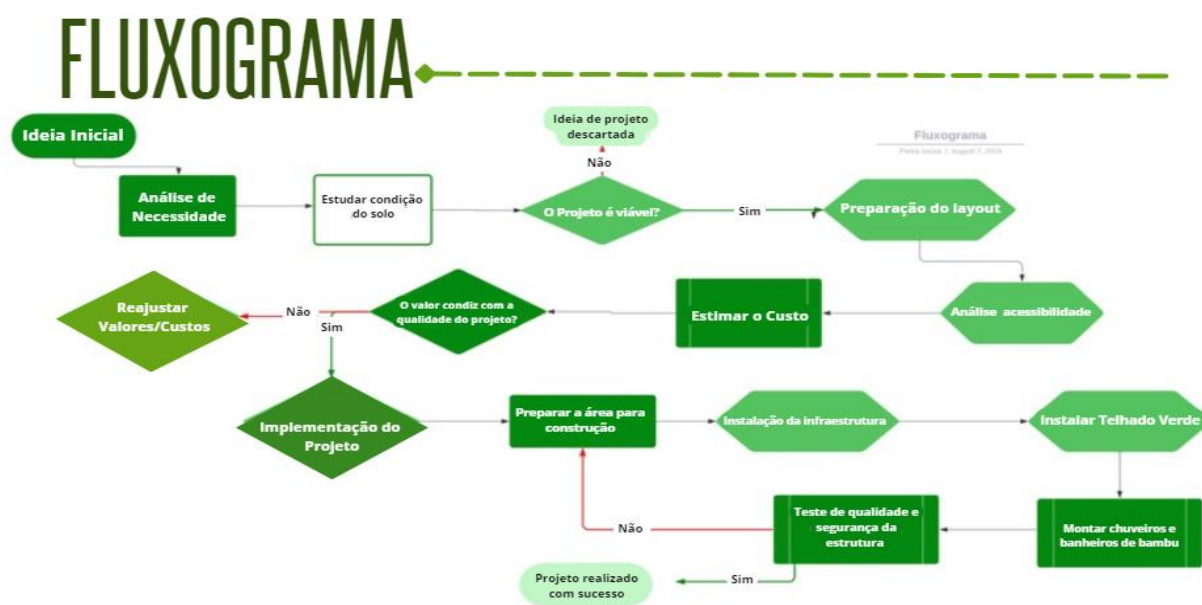 FLUXOGRAMA
Ideia Inicial
Ideia de projeto
descartada
Fluxograma
August 7, 2024
Não
Análise de
Necessidade
Estudar condição
do solo
O Projeto é viável?
Sim
Preparação do layout
Reajustar
Valores/Custos
Não
Sim
O valor condiz com a
qualidade do projeto?
Estimar o Custo
Análise acessibilidade
Implementação do
Projeto
Preparar a área para
construção
Instalação da infraestrutura
Instalar Telhado Verde
Não
Teste de qualidade e
segurança da
estrutura
Montar chuveiros e
banheiros de bambu
Projeto realizado
com sucesso
Sim